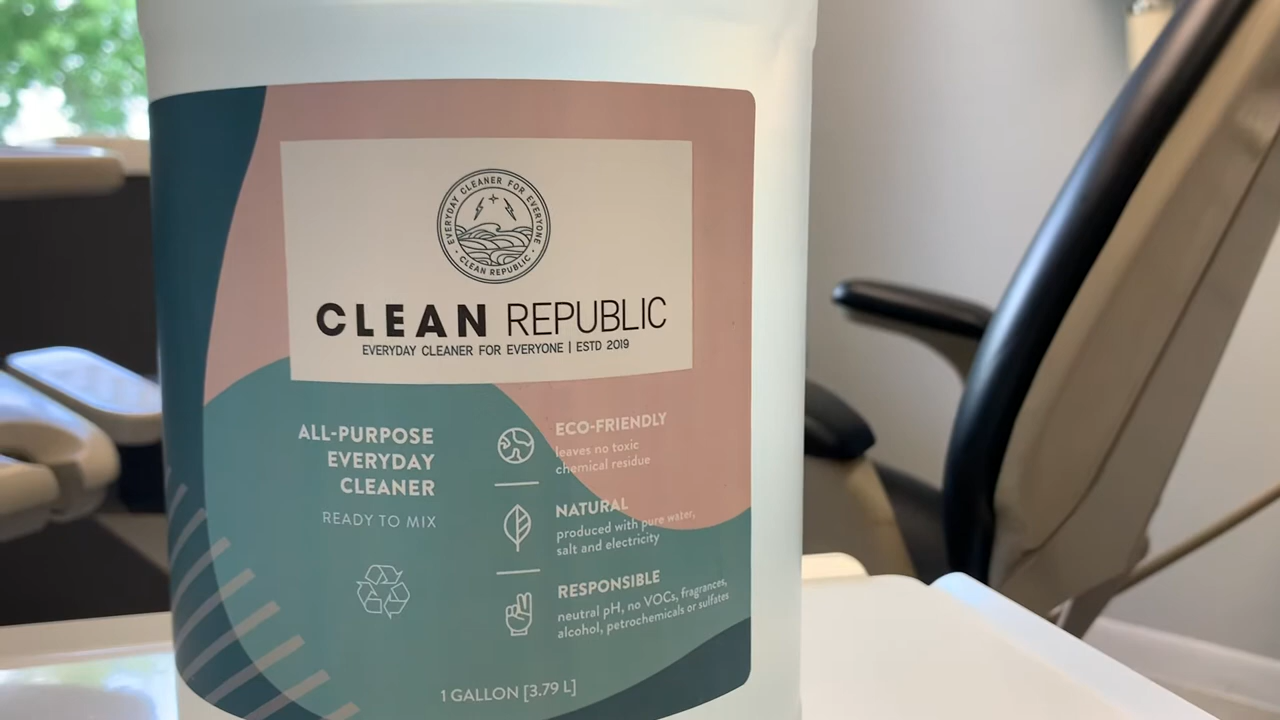 EVERYDAY CLEANER FOR EVERYONE
· CLEAN REPUBLIC ·
CLEAN REPUBLIC
EVERYDAY CLEANER FOR EVERYONE | ESTD 2019
ALL-PURPOSE
EVERYDAY
CLEANER
READY TO MIX
ECO-FRIENDLY
leaves no toxic
chemical residue
NATURAL
produced with pure water,
salt and electricity
RESPONSIBLE
neutral pH, no VOCs, fragrances,
alcohol, petrochemicals or sulfates
1 GALLON [3.79 L]